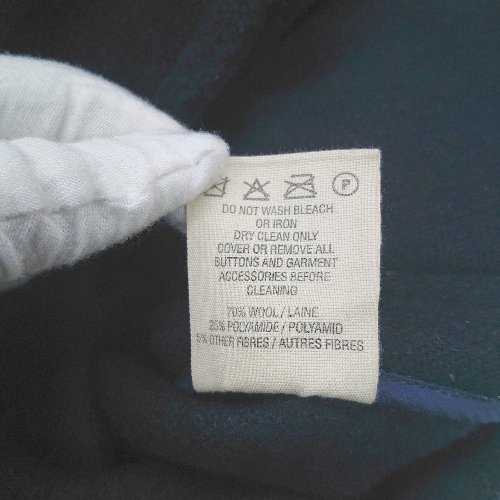 P
DO NOT WASH BLEACH
OR IRON
DRY CLEAN ONLY
COVER OR REMOVE ALL
BUTTONS AND GARMENT
ACCESSORIES BEFORE
CLEANING
70% WOOL / LAINE
25% POLYAMIDE / POLYAMID
5% OTHER FIBRES / AUTRES FIBRES